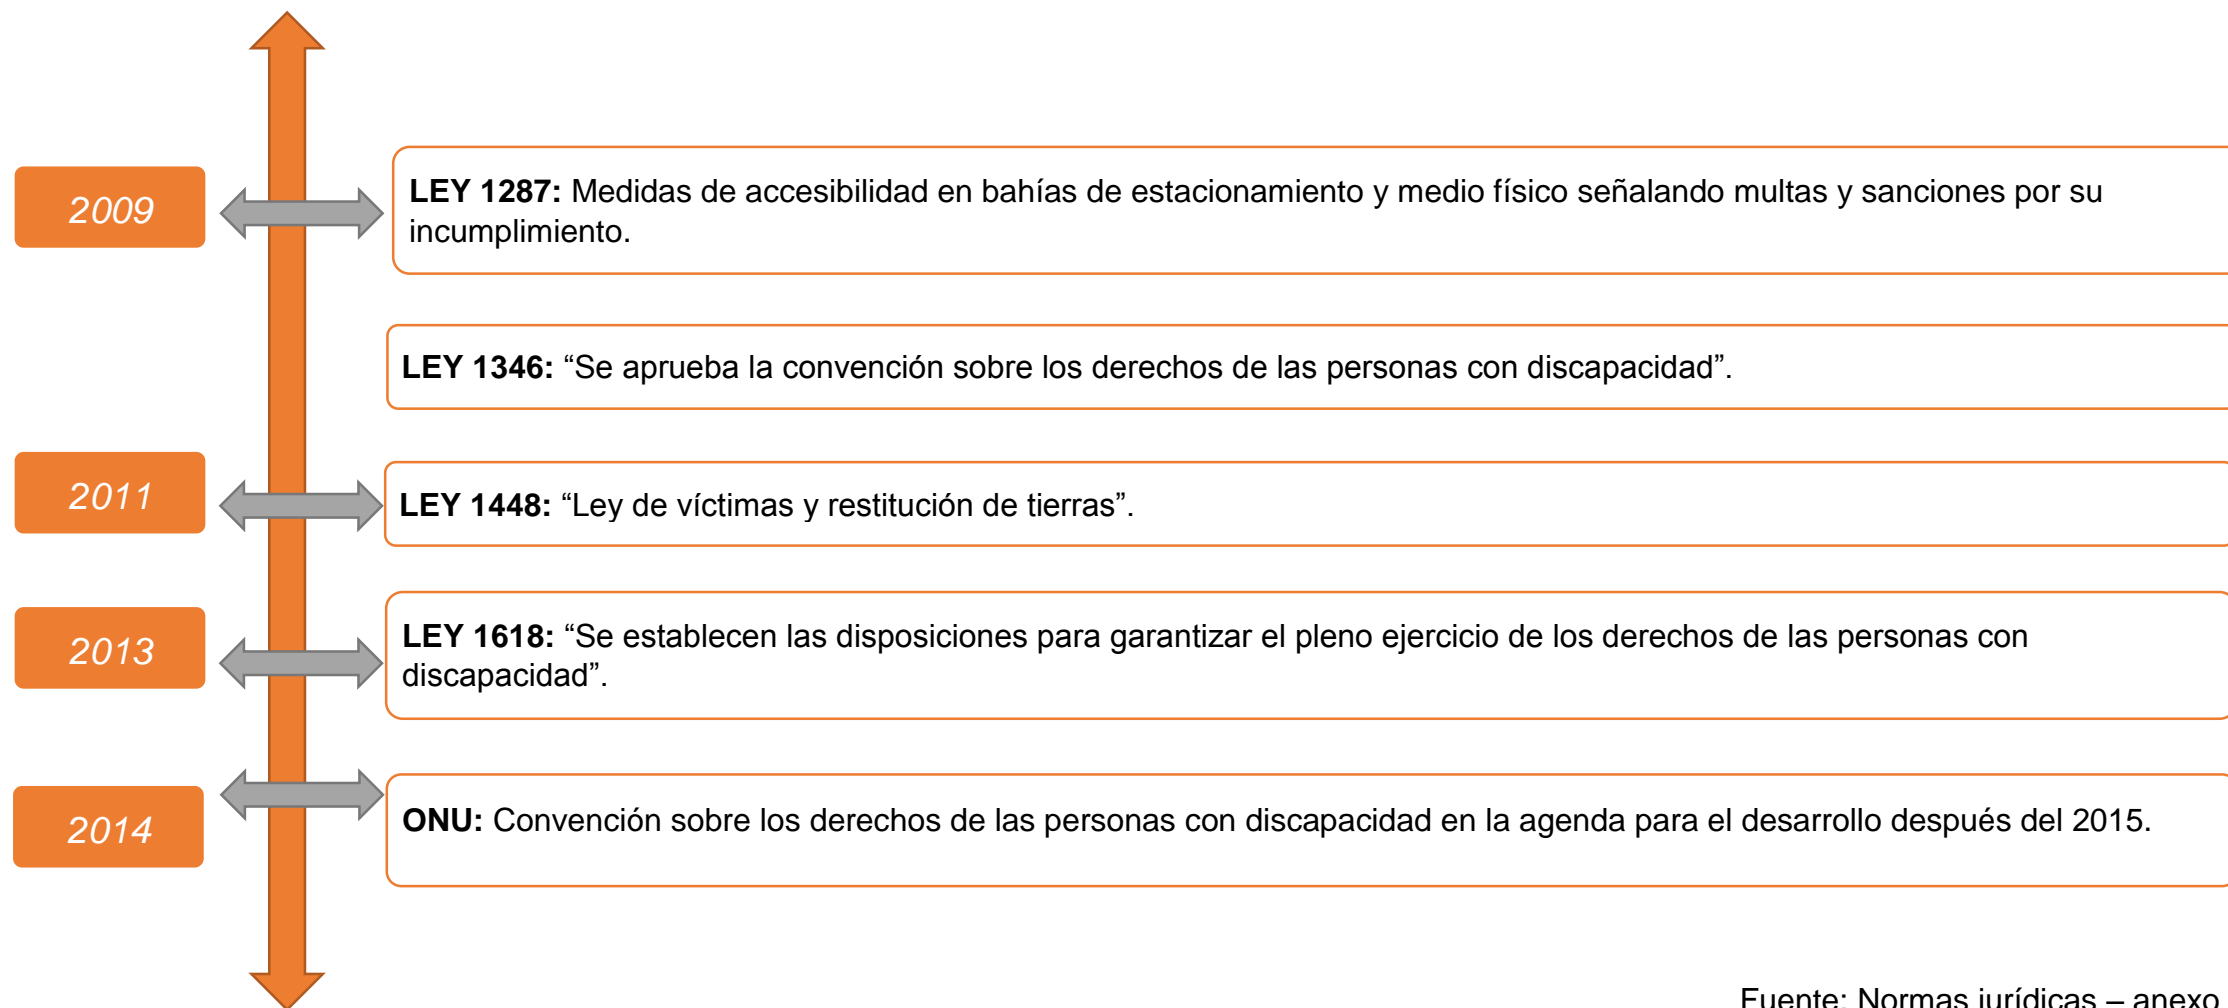 2009
LEY 1287: Medidas de accesibilidad en bahías de estacionamiento y medio físico señalando multas y sanciones por su
incumplimiento.
LEY 1346: “Se aprueba la convención sobre los derechos de las personas con discapacidad”.
2011
LEY 1448: “Ley de víctimas y restitución de tierras”.
2013
LEY 1618: “Se establecen las disposiciones para garantizar el pleno ejercicio de los derechos de las personas con
discapacidad”.
2014
ONU: Convención sobre los derechos de las personas con discapacidad en la agenda para el desarrollo después del 2015.
Fuente: Normas jurídicas – anexo